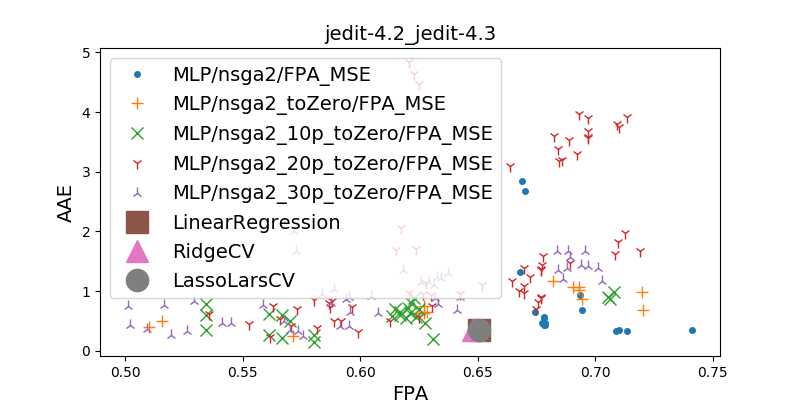 jedit-4.2_jedit-4.3
5
4
3
2
1
0
AAE
MLP/nsga2/FPA_MSE
MLP/nsga2_toZero/FPA_MSE
MLP/nsga2_10p_toZero/FPA_MSE
MLP/nsga2_20p_toZero/FPA_MSE
MLP/nsga2_30p_toZero/FPA_MSE
LinearRegression
RidgeCV
LassoLarsCV
0.50 0.55 0.60 0.65 0.70 0.75
FPA